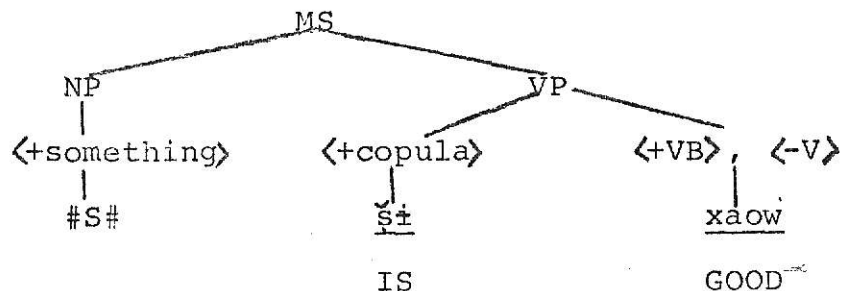 MS
NP VP
<+something> <+copula> <+VB>, <-V>
#S# šɨ xaow
IS GOOD